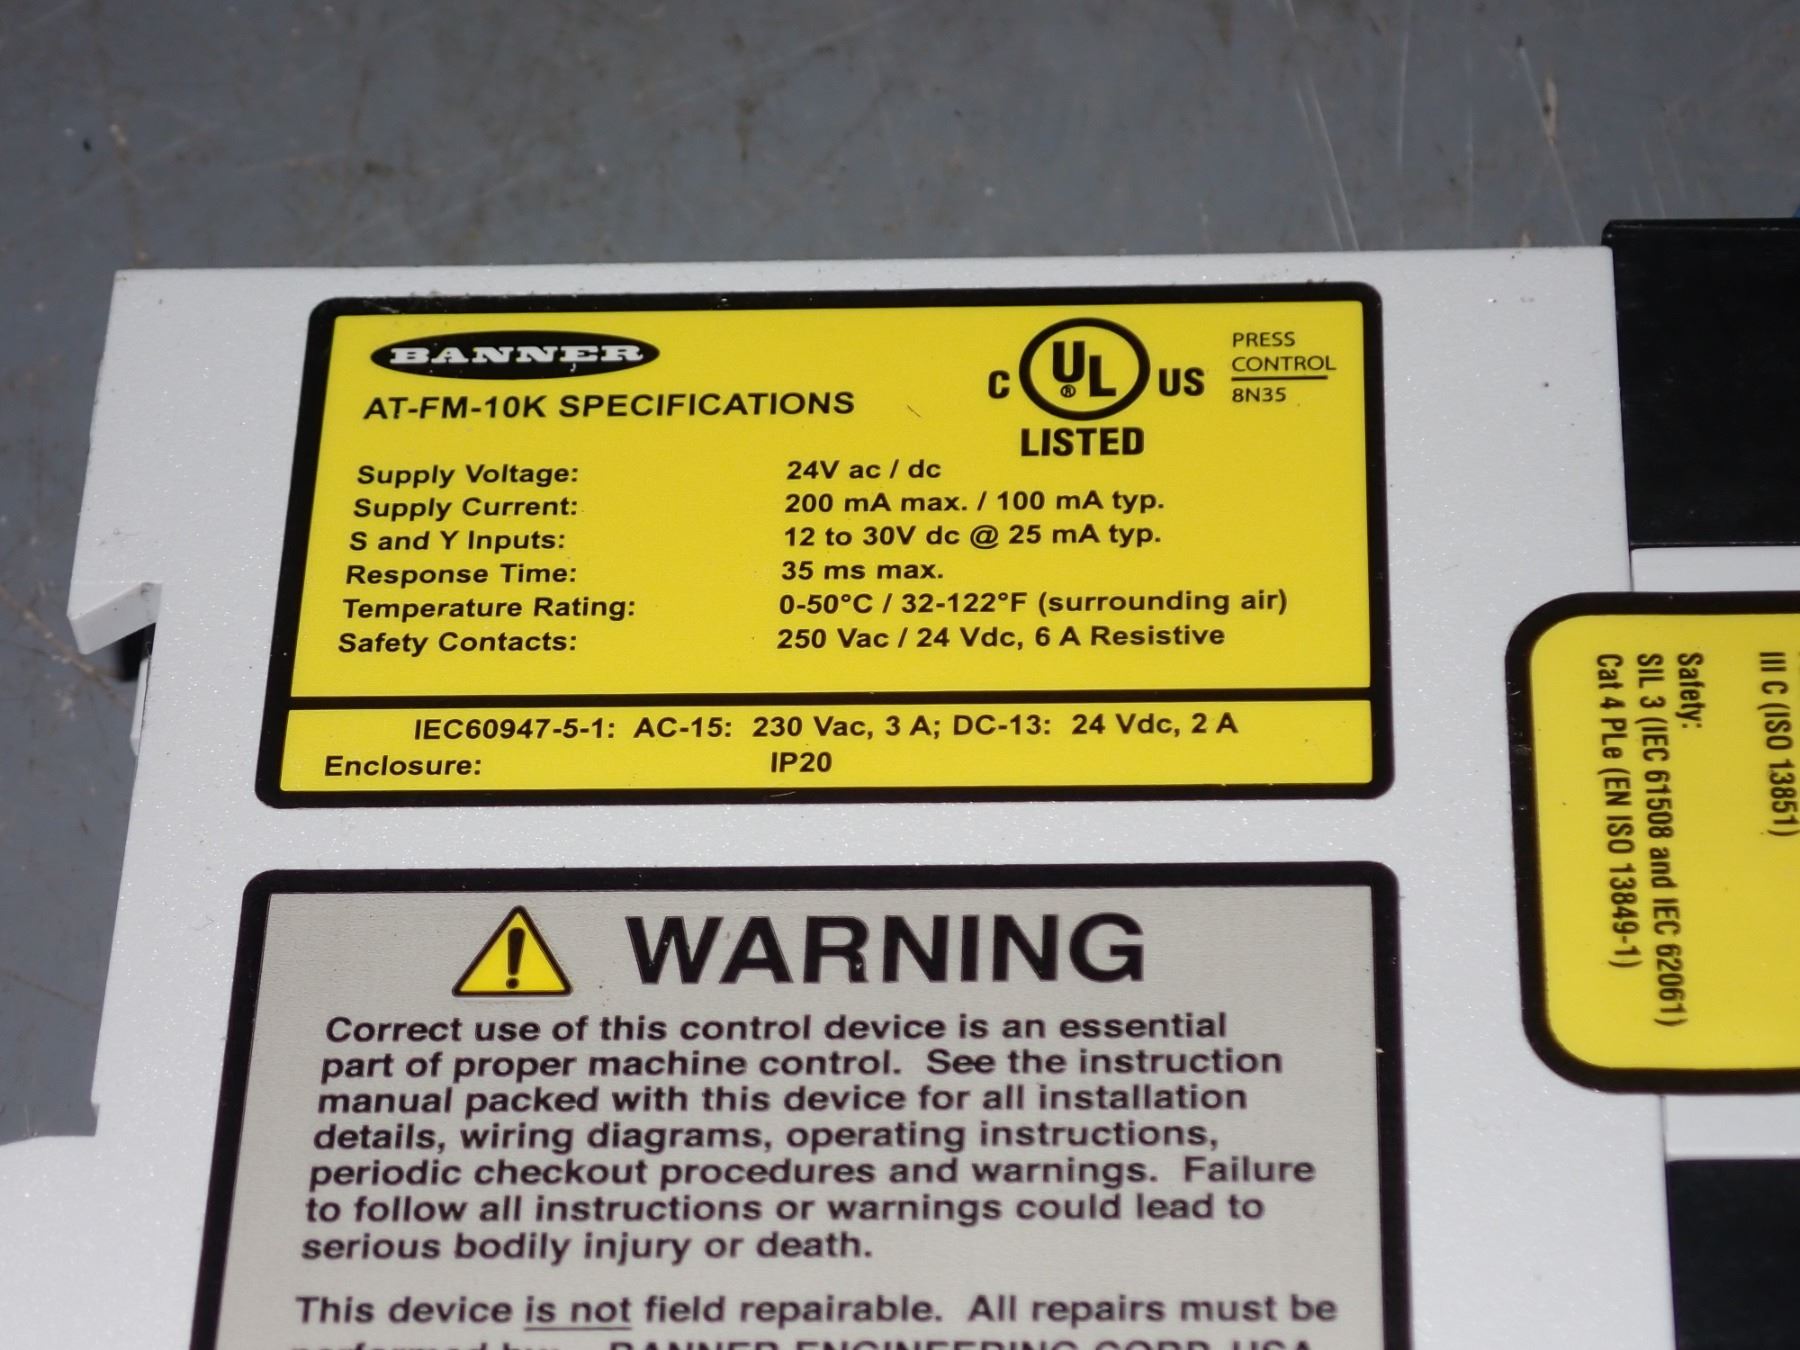 BANNER
AT-FM-10K SPECIFICATIONS
C UL ® US
LISTED
PRESS
CONTROL
8N35
Supply Voltage: 24V ac / dc
Supply Current: 200 mA max. / 100 mA typ.
S and Y Inputs: 12 to 30V dc @ 25 mA typ.
Response Time: 35 ms max.
Temperature Rating: 0-50°C / 32-122°F (surrounding air)
Safety Contacts: 250 Vac / 24 Vdc, 6 A Resistive
IEC60947-5-1: AC-15: 230 Vac, 3 A; DC-13: 24 Vdc, 2 A
Enclosure: IP20
WARNING
Correct use of this control device is an essential
part of proper machine control. See the instruction
manual packed with this device for all installation
details, wiring diagrams, operating instructions,
periodic checkout procedures and warnings. Failure
to follow all instructions or warnings could lead to
serious bodily injury or death.
This device is not field repairable. All repairs must be
performed by: BANNER ENGINEERING CORP. USA
III C (ISO 13851)
Safety:
SIL 3 (IEC 61508 and IEC 62061)
Cat 4 PLe (EN ISO 13849-1)